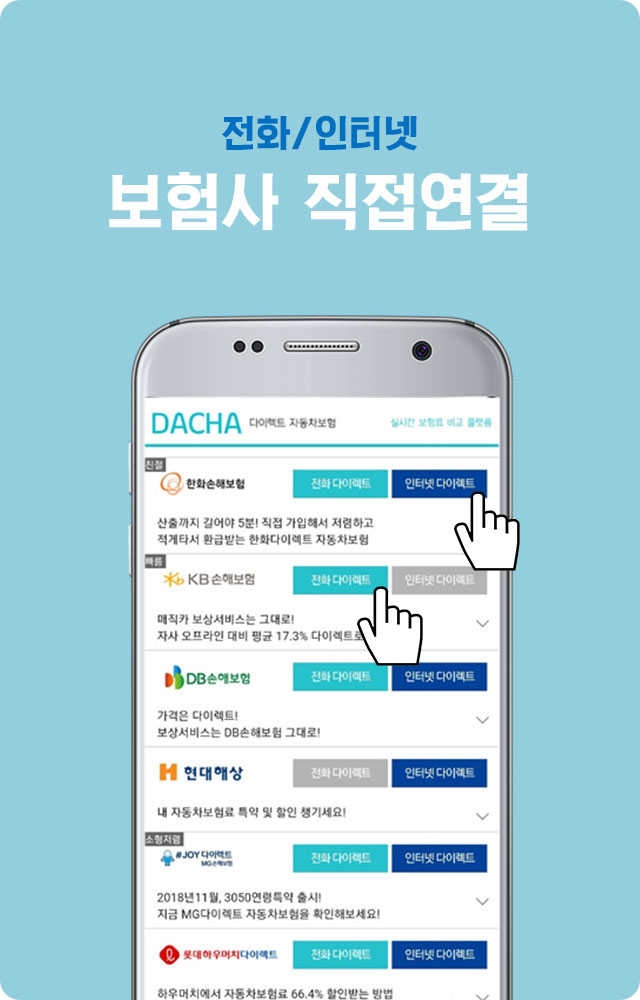 전화/인터넷
보험사 직접연결
DACHA 다이렉트 자동차보험 실시간 보험료 비교 플랫폼
친절
한화손해보험 전화 다이렉트 인터넷 다이렉트
산출까지 길어야 5분! 직접 가입해서 저렴하고
적게타서 환급받는 한화다이렉트 자동차보험
빠름
KB손해보험 전화 다이렉트 인터넷 다이렉트
매직카 보상서비스는 그대로!
자사 오프라인 대비 평균 17.3% 다이렉트로
DB손해보험 전화 다이렉트 인터넷 다이렉트
가격은 다이렉트!
보상서비스는 DB손해보험 그대로!
현대해상 전화 다이렉트 인터넷 다이렉트
내 자동차보험료 특약 및 할인 챙기세요!
소형저렴
#JOY 다이렉트 전화 다이렉트 인터넷 다이렉트
MG손해보험
2018년11월, 3050연령특약 출시!
지금 MG다이렉트 자동차보험을 확인해보세요!
롯데하우머치다이렉트 전화 다이렉트 인터넷 다이렉트
하우머치에서 자동차보험료 66.4% 할인받는 방법